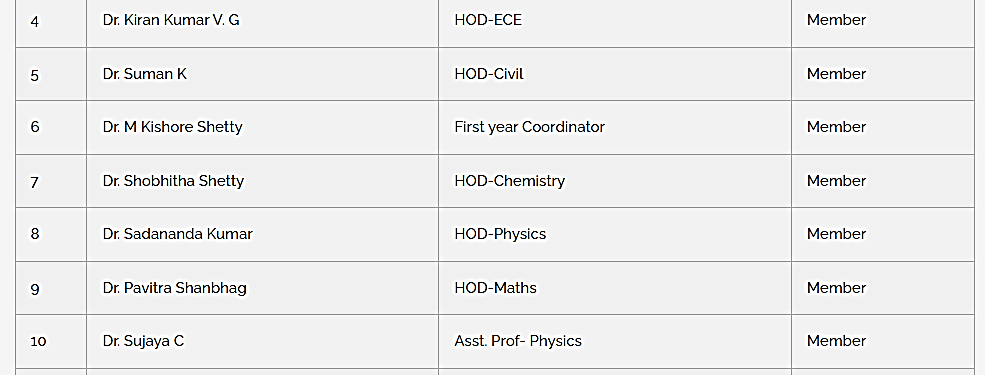 4 Dr. Kiran Kumar V. G HOD-ECE Member
5 Dr. Suman K HOD-Civil Member
6 Dr. M Kishore Shetty First year Coordinator Member
7 Dr. Shobhitha Shetty HOD-Chemistry Member
8 Dr. Sadananda Kumar HOD-Physics Member
9 Dr. Pavitra Shanbhag HOD-Maths Member
10 Dr. Sujaya C Asst. Prof- Physics Member